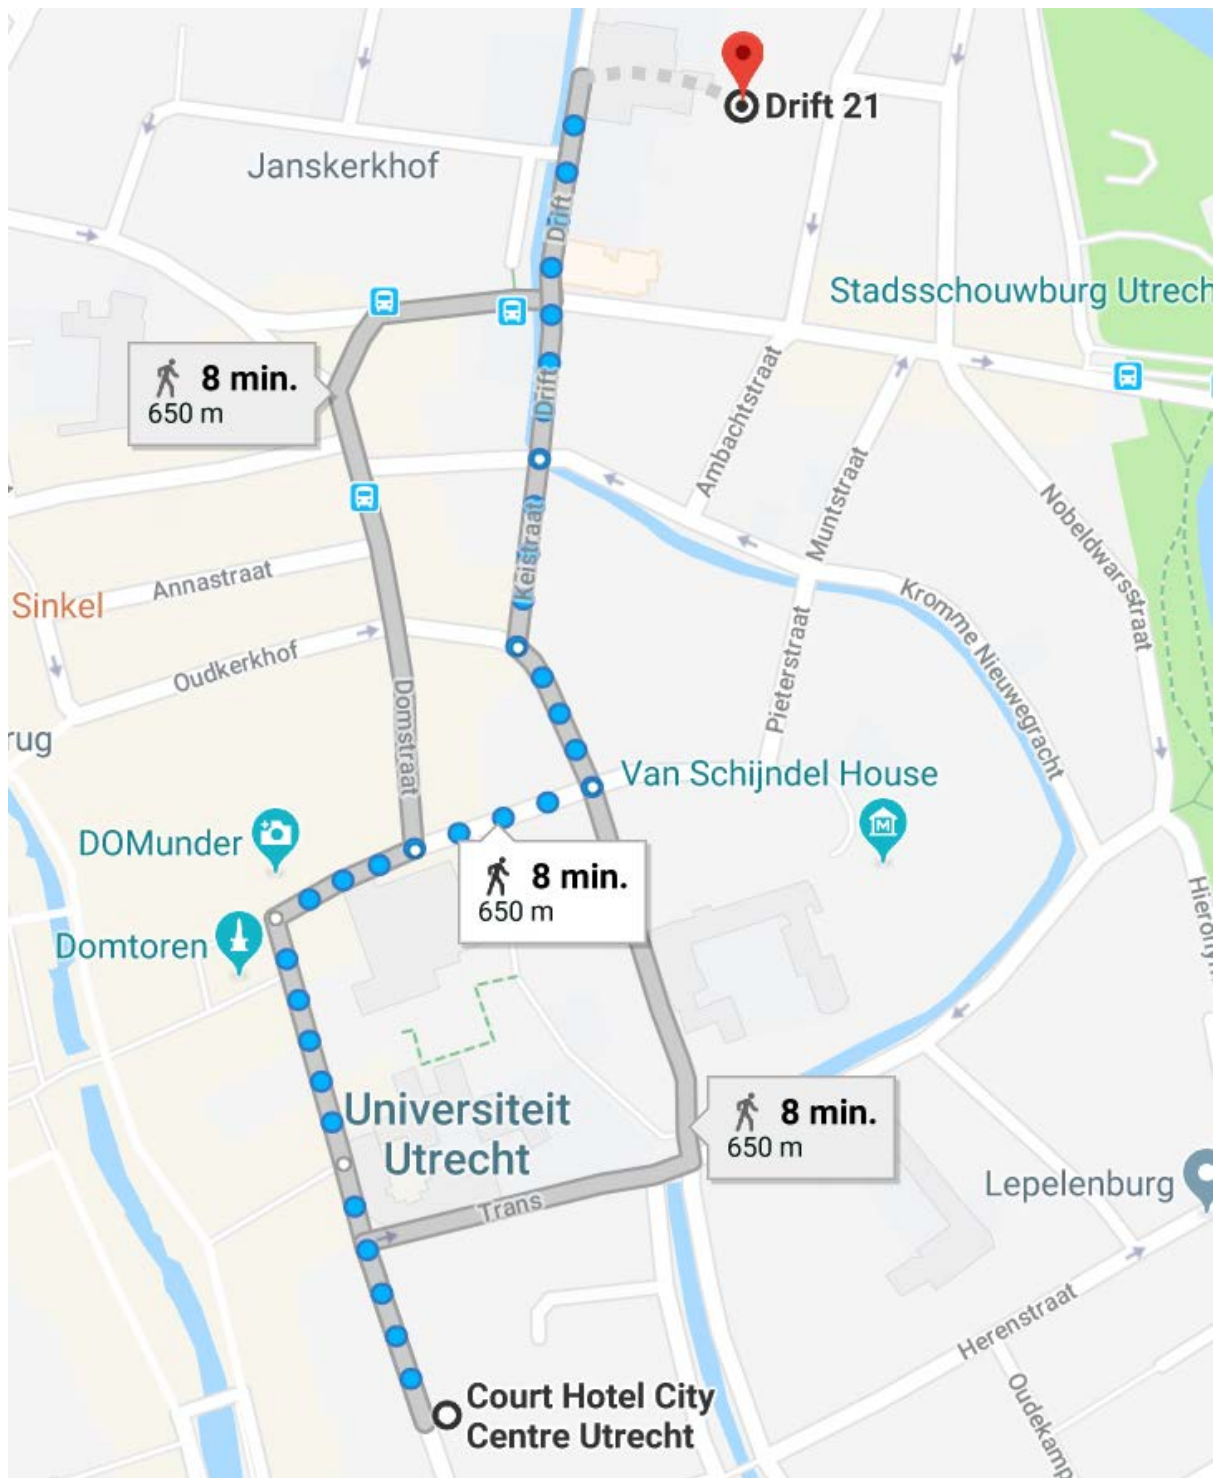 Drift 21
Janskerkhof
Drift
Stadsschouwburg Utrech
8 min.
650 m
Drift
Ambachtstraat
Muntstraat
Nobeldwarsstraat
Keistraat
Annastraat
Sinkel
Kromme Nieuwegracht
Oudkerkhof
Pieterstraat
Domstraat
rug
Van Schijndel House
DOMunder
8 min.
650 m
Domtoren
Hieronym
Universiteit
Utrecht
8 min.
650 m
Lepelenburg
Trans
Herenstraat
Court Hotel City
Centre Utrecht
Oudekamp